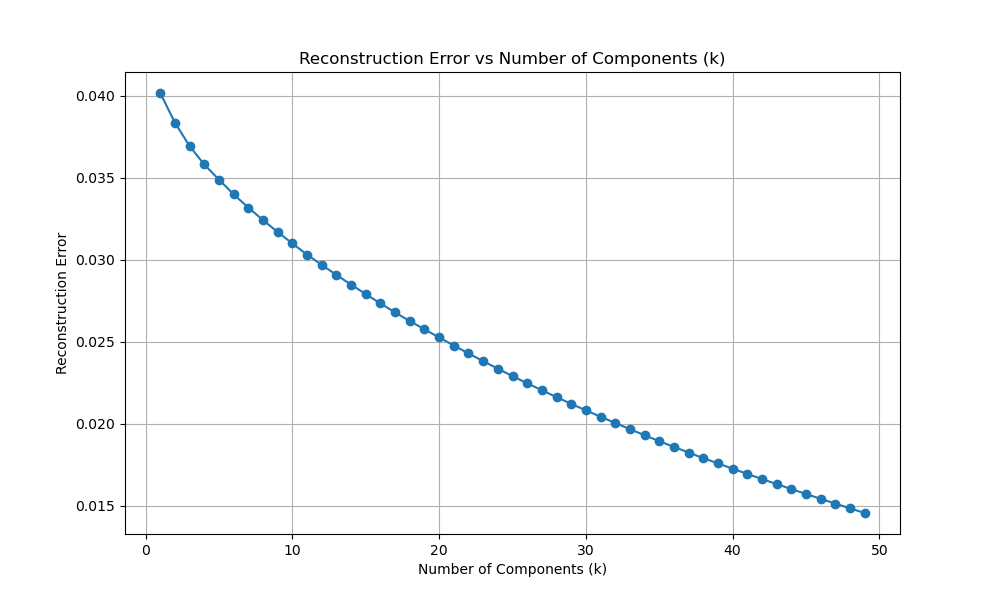 Reconstruction Error vs Number of Components (k)
0.040
0.035
0.030
0.025
0.020
0.015
Reconstruction Error
0 10 20 30 40 50
Number of Components (k)